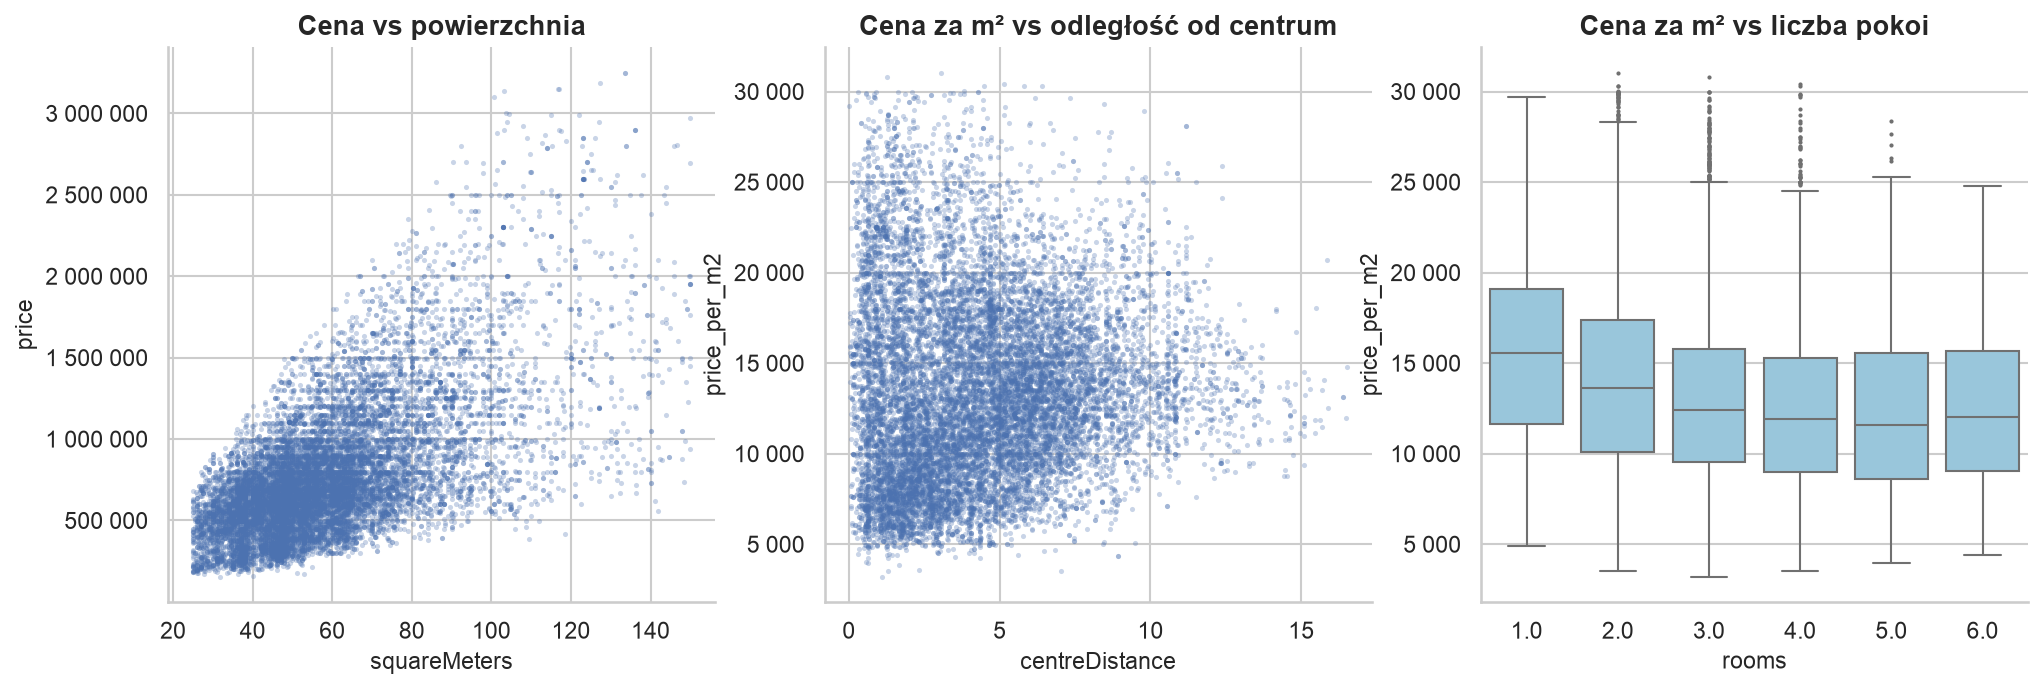 Cena vs powierzchnia
price
3 000 000
2 500 000
2 000 000
1 500 000
1 000 000
500 000
20 40 60 80 100 120 140
squareMeters
Cena za m² vs odległość od centrum
price_per_m2
30 000
25 000
20 000
15 000
10 000
5 000
0 5 10 15
centreDistance
Cena za m² vs liczba pokoi
price_per_m2
30 000
25 000
20 000
15 000
10 000
5 000
1.0 2.0 3.0 4.0 5.0 6.0
rooms